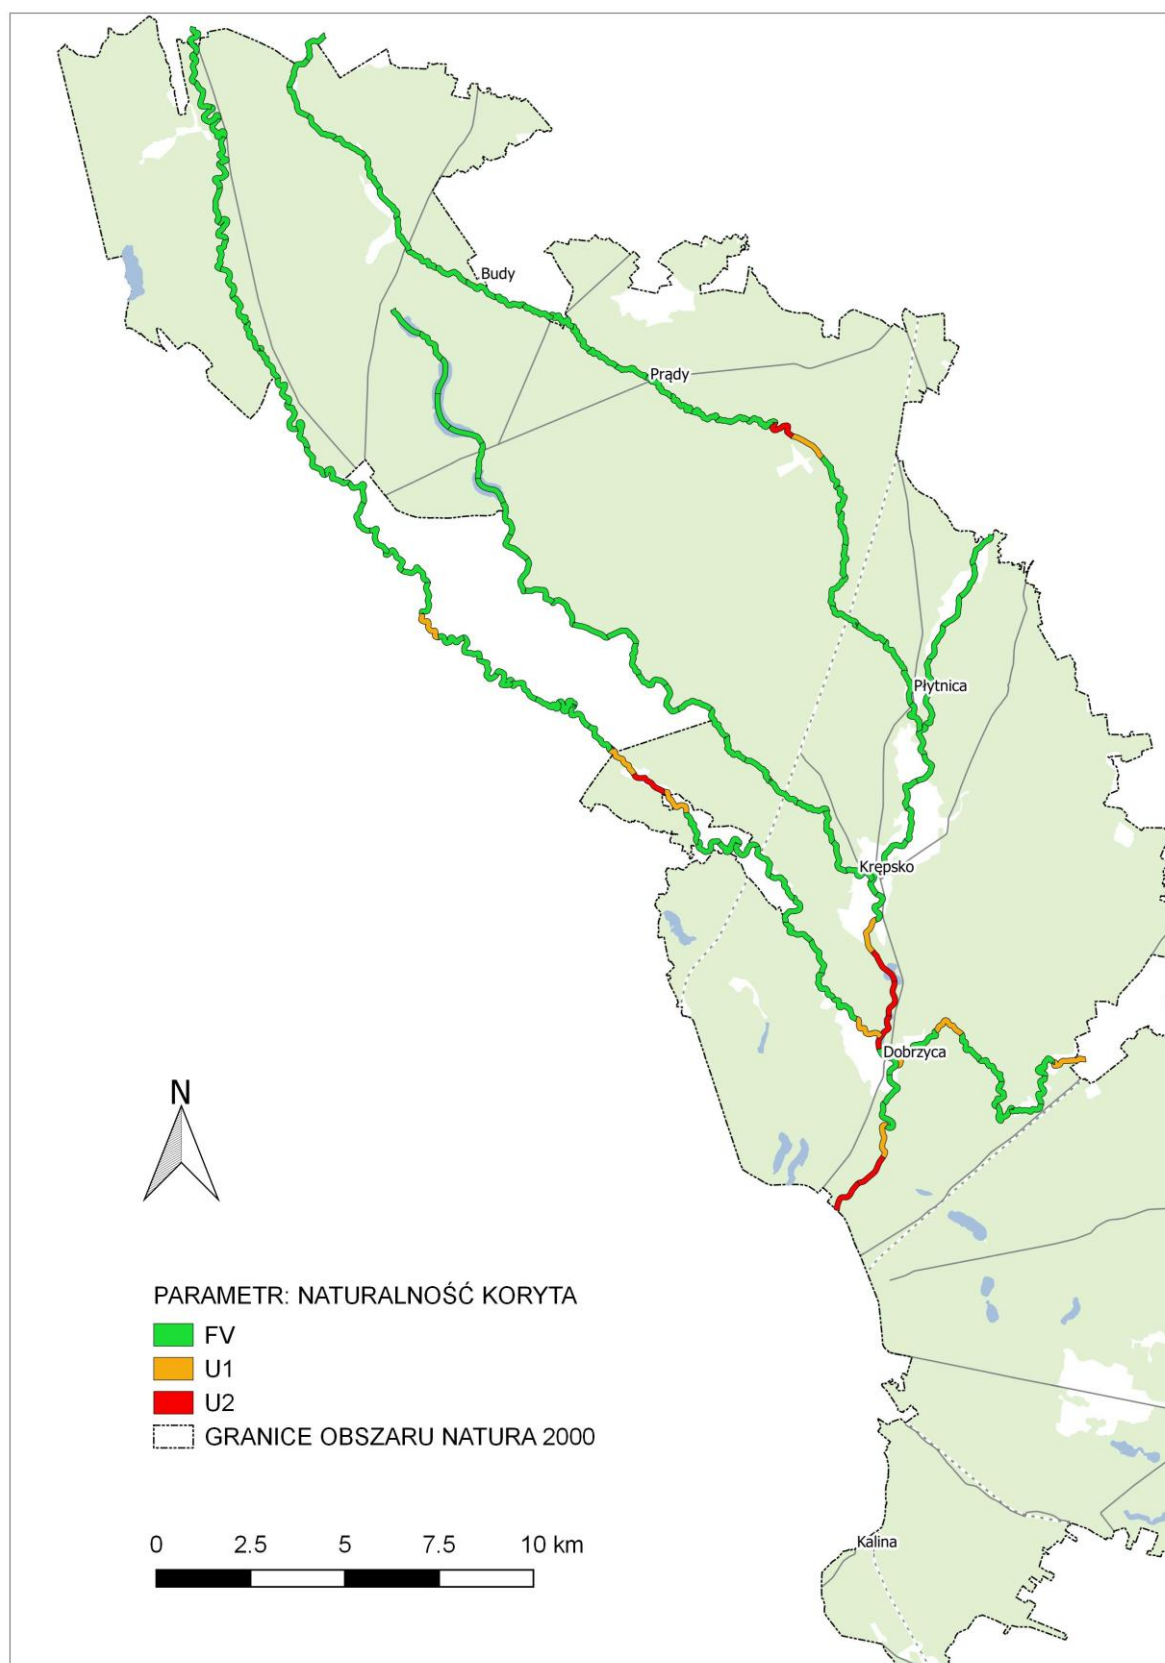 Budy
Prądy
Płytnica
Krępsko
Dobrzyca
N
PARAMETR: NATURALNOŚĆ KORYTA
FV
U1
U2
GRANICE OBSZARU NATURA 2000
0 2.5 5 7.5 10 km
Kalina